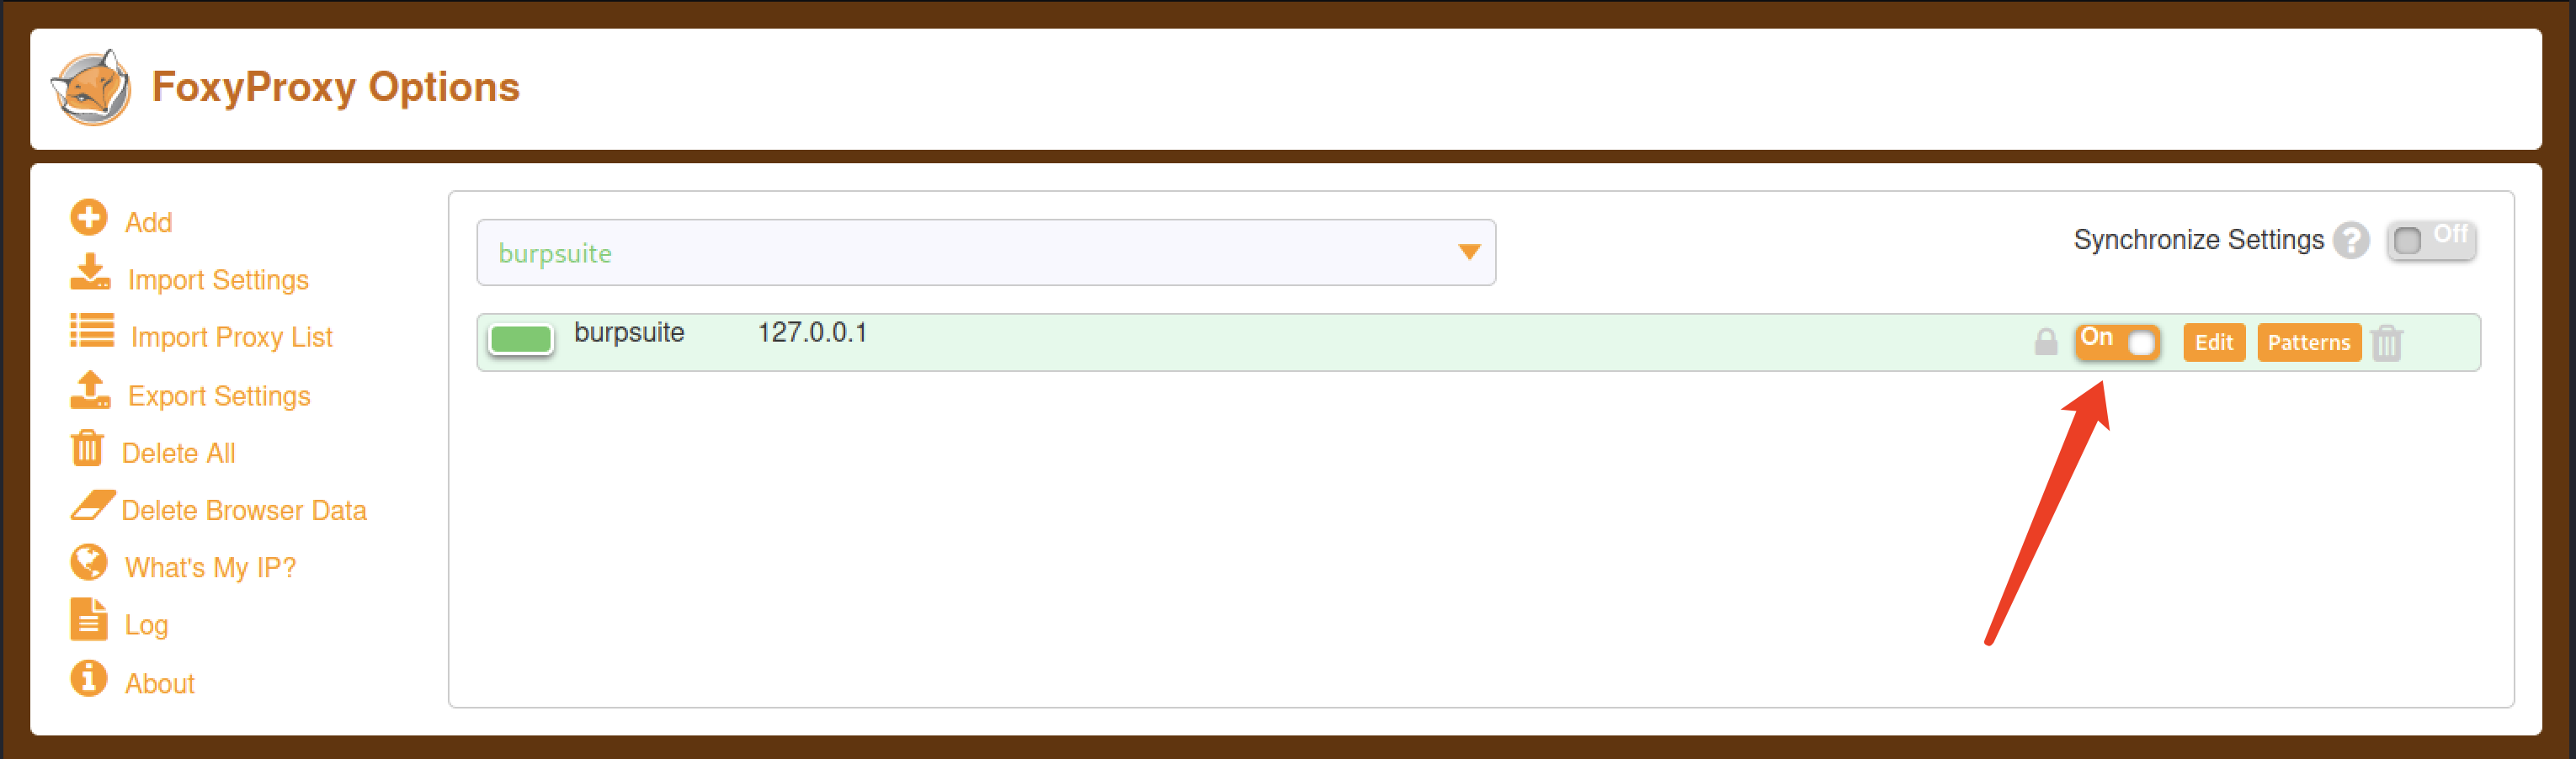 FoxyProxy Options
Add
Import Settings
Import Proxy List
Export Settings
Delete All
Delete Browser Data
What's My IP?
Log
About
burpsuite
Synchronize Settings ? Off
burpsuite 127.0.0.1 On Edit Patterns